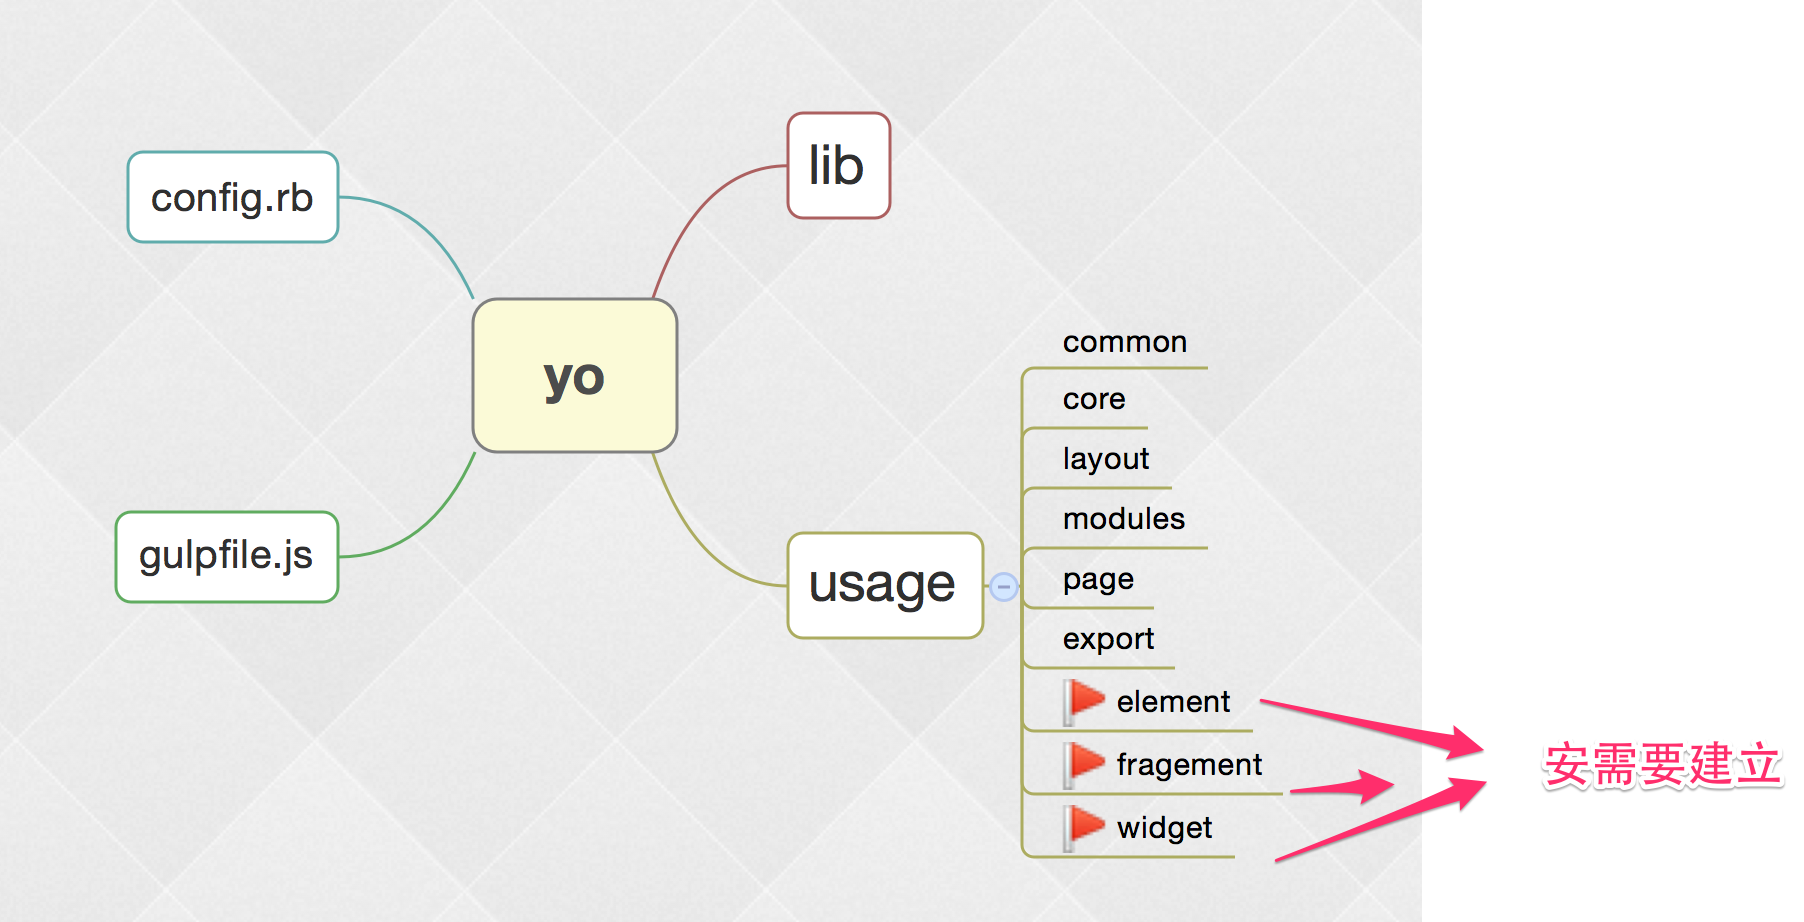 config.rb
lib
yo
gulpfile.js
usage
common
core
layout
modules
page
export
element
fragement
widget
安需要建立